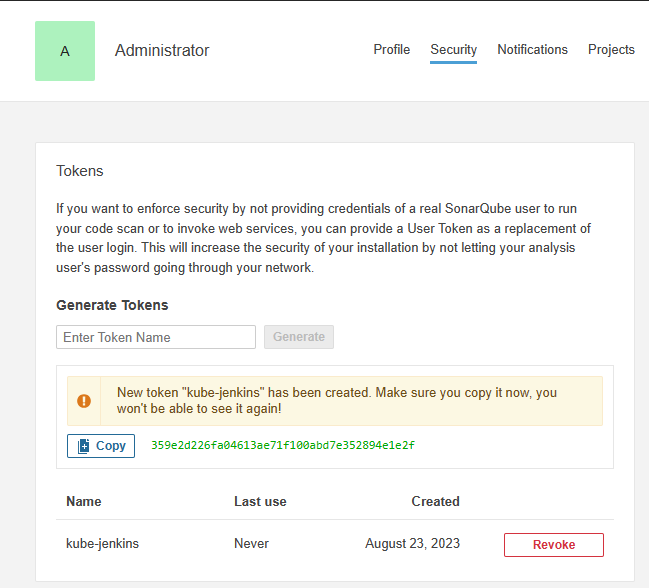 A
Administrator
Profile Security Notifications Projects
Tokens
If you want to enforce security by not providing credentials of a real SonarQube user to run
your code scan or to invoke web services, you can provide a User Token as a replacement of
the user login. This will increase the security of your installation by not letting your analysis
user's password going through your network.
Generate Tokens
Enter Token Name Generate
New token "kube-jenkins" has been created. Make sure you copy it now, you
won't be able to see it again!
Copy 359e2d226fa04613ae71f100abd7e352894e1e2f
Name Last use Created
kube-jenkins Never August 23, 2023 Revoke